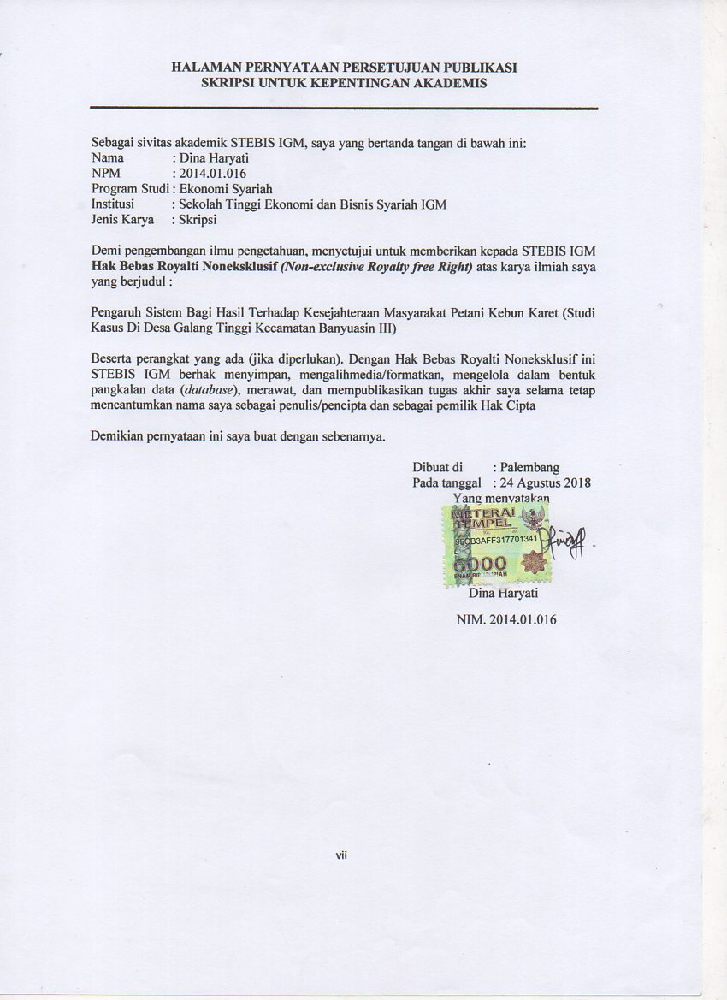 HALAMAN PERNYATAAN PERSETUJUAN PUBLIKASI
SKRIPSI UNTUK KEPENTINGAN AKADEMIS
Sebagai sivitas akademik STEBIS IGM, saya yang bertanda tangan di bawah ini:
Nama : Dina Haryati
NPM : 2014.01.016
Program Studi : Ekonomi Syariah
Institusi : Sekolah Tinggi Ekonomi dan Bisnis Syariah IGM
Jenis Karya : Skripsi
Demi pengembangan ilmu pengetahuan, menyetujui untuk memberikan kepada STEBIS IGM
Hak Bebas Royalti Noneksklusif (Non-exclusive Royalty free Right) atas karya ilmiah saya
yang berjudul :
Pengaruh Sistem Bagi Hasil Terhadap Kesejahteraan Masyarakat Petani Kebun Karet (Studi
Kasus Di Desa Galang Tinggi Kecamatan Banyuasin III)
Beserta perangkat yang ada (jika diperlukan). Dengan Hak Bebas Royalti Noneksklusif ini
STEBIS IGM berhak menyimpan, mengalihmedia/formatkan, mengelola dalam bentuk
pangkalan data (database), merawat, dan mempublikasikan tugas akhir saya selama tetap
mencantumkan nama saya sebagai penulis/pencipta dan sebagai pemilik Hak Cipta
Demikian pernyataan ini saya buat dengan sebenarnya.
Dibuat di : Palembang
Pada tanggal : 24 Agustus 2018
Yang menyatakan
METERAI
TEMPEL
6000
Dina Haryati
NIM. 2014.01.016
vii